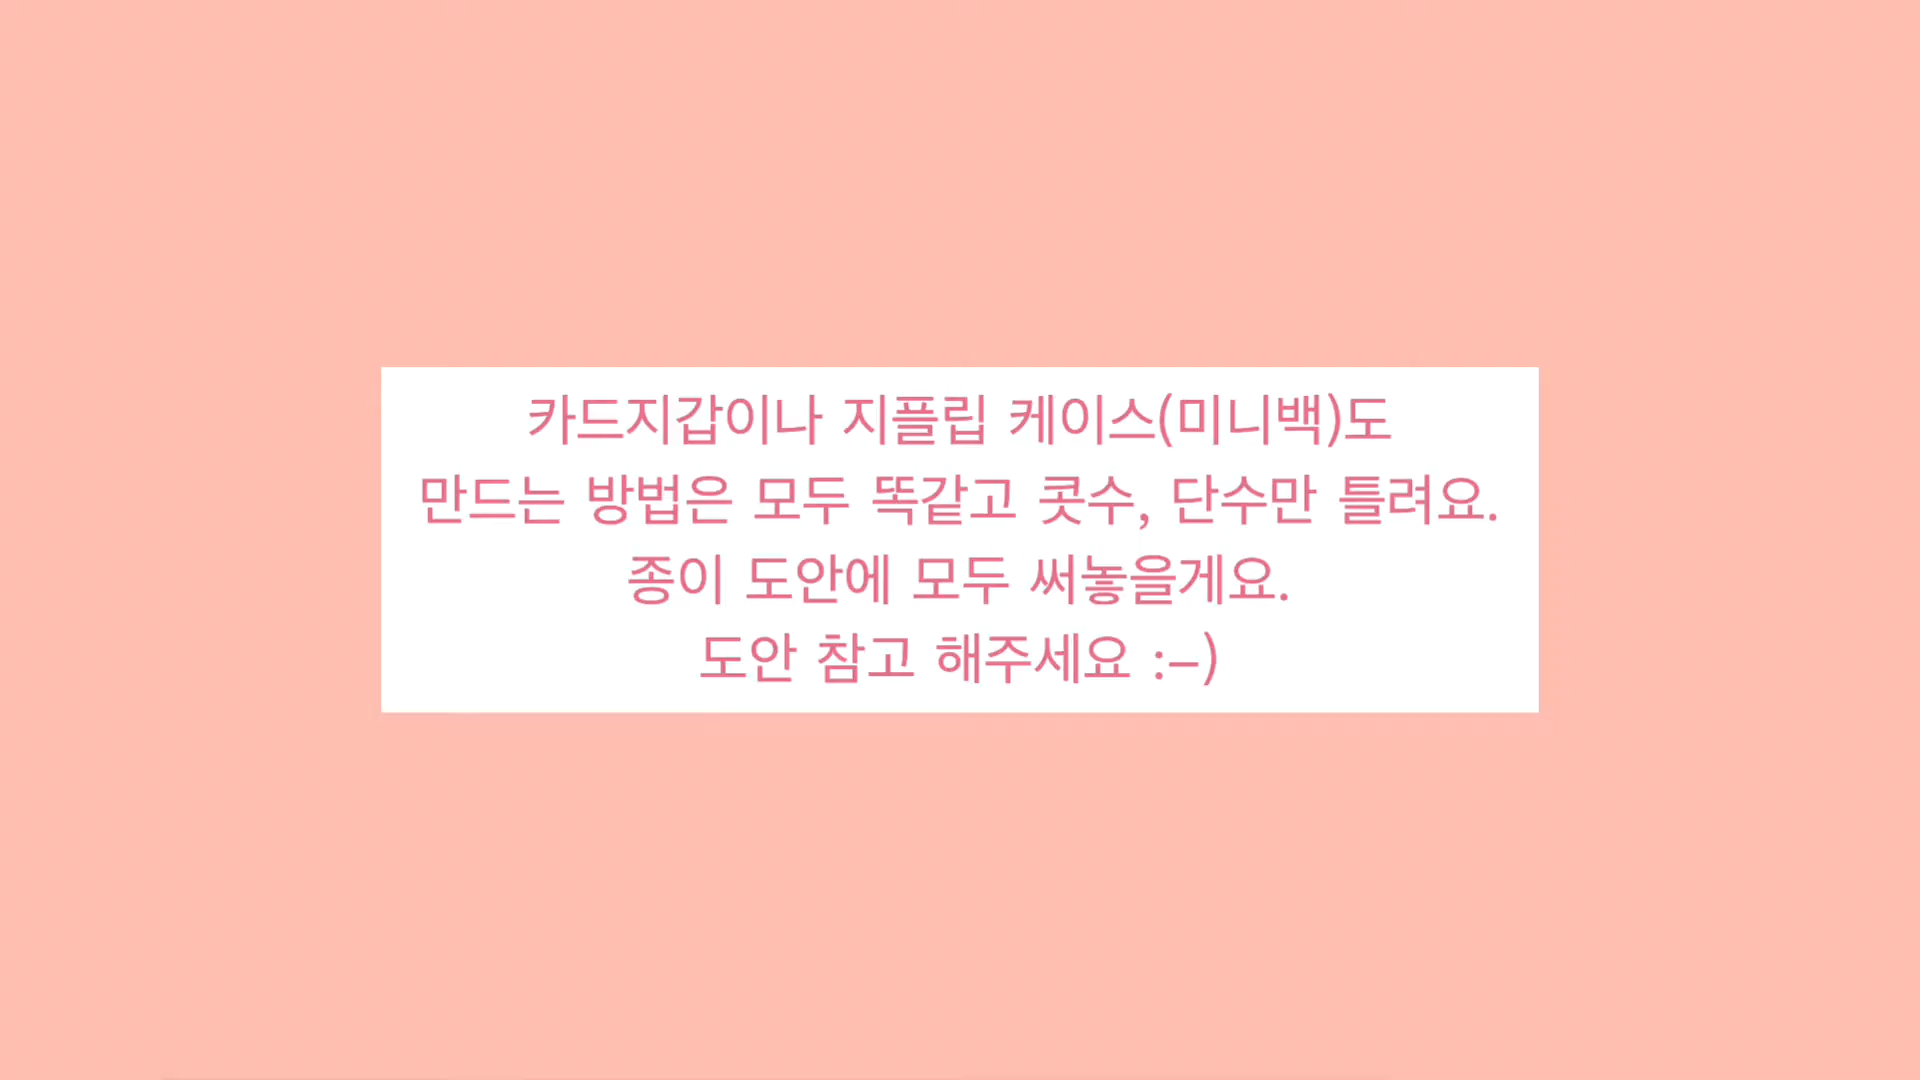 카드지갑이나 지플립 케이스(미니백)도
만드는 방법은 모두 똑같고 콧수, 단수만 틀려요.
종이 도안에 모두 써놓을게요.
도안 참고 해주세요 :-)